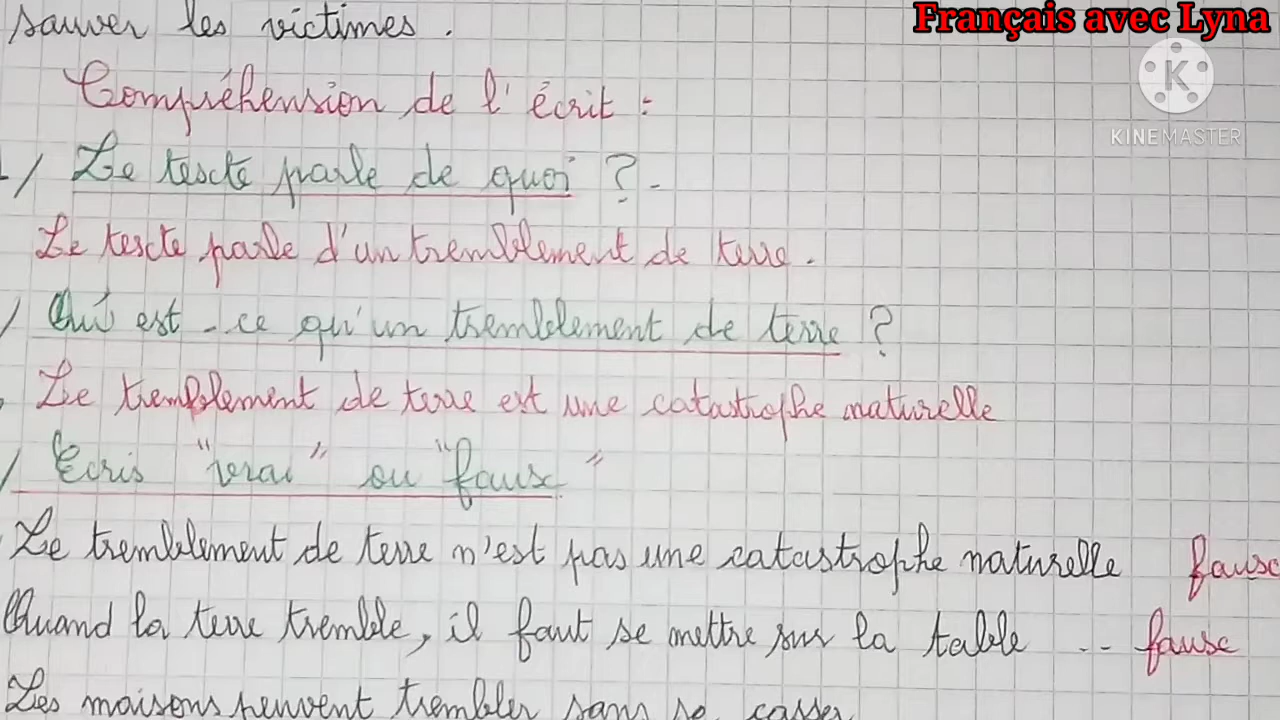 Français avec Lyna
sauver les victimes.
KINEMASTER
Compréhension de l'écrit :
/ Le texte parle de quoi ? -
Le texte parle d'un tremblement de terre.
/ Qu'est-ce qu'un tremblement de terre ?
Le tremblement de terre est une catastrophe naturelle
/ Ecris "vrai" ou "faux"
Le tremblement de terre n'est pas une catastrophe naturelle faux
Quand la terre tremble, il faut se mettre sur la table .. faux
Les maisons peuvent trembler sans se casser